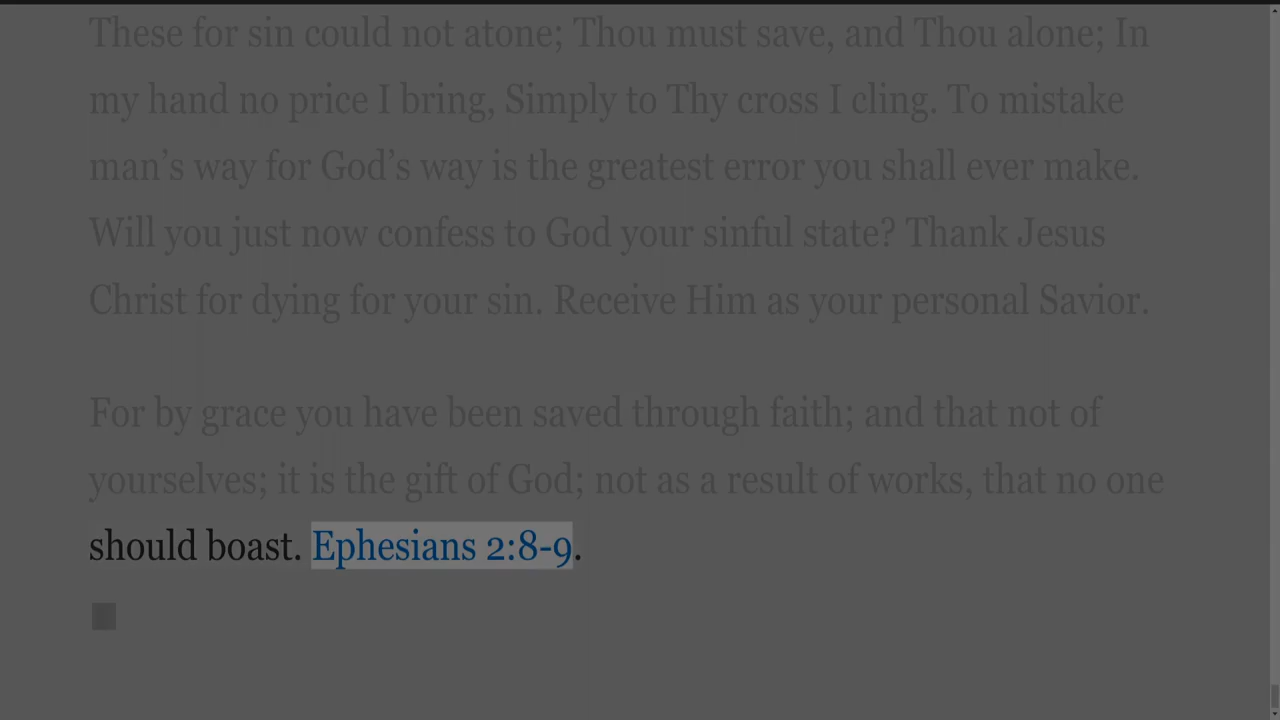 These for sin could not atone; Thou must save, and Thou alone; In
my hand no price I bring, Simply to Thy cross I cling. To mistake
man’s way for God’s way is the greatest error you shall ever make.
Will you just now confess to God your sinful state? Thank Jesus
Christ for dying for your sin. Receive Him as your personal Savior.
For by grace you have been saved through faith; and that not of
yourselves; it is the gift of God; not as a result of works, that no one
should boast. Ephesians 2:8-9.